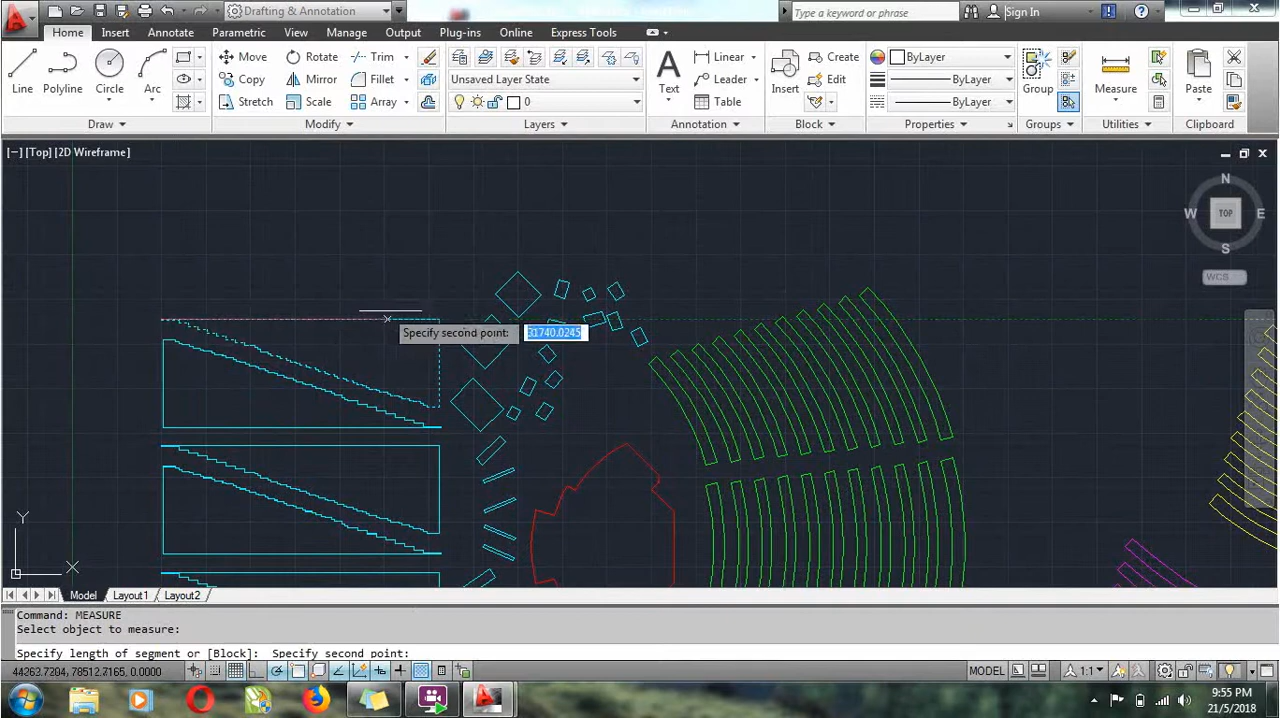 Drafting & Annotation
Type a keyword or phrase
Sign In
Home Insert Annotate Parametric View Manage Output Plug-ins Online Express Tools
Line
Polyline
Circle
Arc
Move Rotate Trim
Copy Mirror Fillet
Stretch Scale Array
Unsaved Layer State
0
Text
Linear
Leader
Table
Insert
Create
Edit
ByLayer
ByLayer
ByLayer
Group
Measure
Paste
Draw Modify Layers Annotation Block Properties Groups Utilities Clipboard
[−] [Top] [2D Wireframe]
N
W TOP E
S
WCS
Specify second point: 31740.0245
Y
Model Layout1 Layout2
Command: MEASURE
Select object to measure:
Specify length of segment or [Block]: Specify second point:
44262.7204, 76512.7165, 0.0000
MODEL
1:1
9:55 PM
21/5/2018